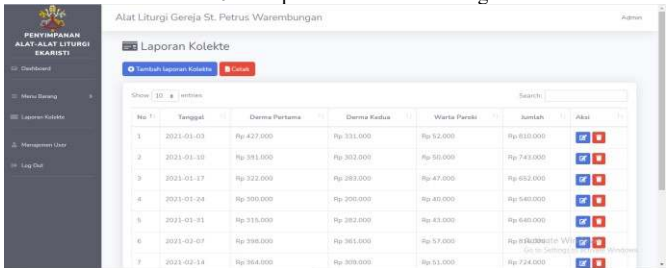 Alat Liturgi Gereja St. Petrus Warembungan
Admin
PENYIMPANAN
ALAT-ALAT LITURGI
EKARISTI
Dashboard
Menu Barang
Laporan Kolekte
Manajemen User
Log Out
Laporan Kolekte
Tambah laporan Kolekte
Cetak
Show 10 entries
Search:
No Tanggal Derma Pertama Derma Kedua Warta Paroki Jumlah Aksi
1 2021-01-03 Rp 427.000 Rp 331.000 Rp 52.000 Rp 810.000
2 2021-01-10 Rp 391.000 Rp 302.000 Rp 50.000 Rp 743.000
3 2021-01-17 Rp 322.000 Rp 283.000 Rp 47.000 Rp 652.000
4 2021-01-24 Rp 300.000 Rp 200.000 Rp 40.000 Rp 540.000
5 2021-01-31 Rp 315.000 Rp 282.000 Rp 43.000 Rp 640.000
6 2021-02-07 Rp 398.000 Rp 361.000 Rp 57.000 Rp
7 2021-02-14 Rp 364.000 Rp 309.000 Rp 51.000 Rp 724.000